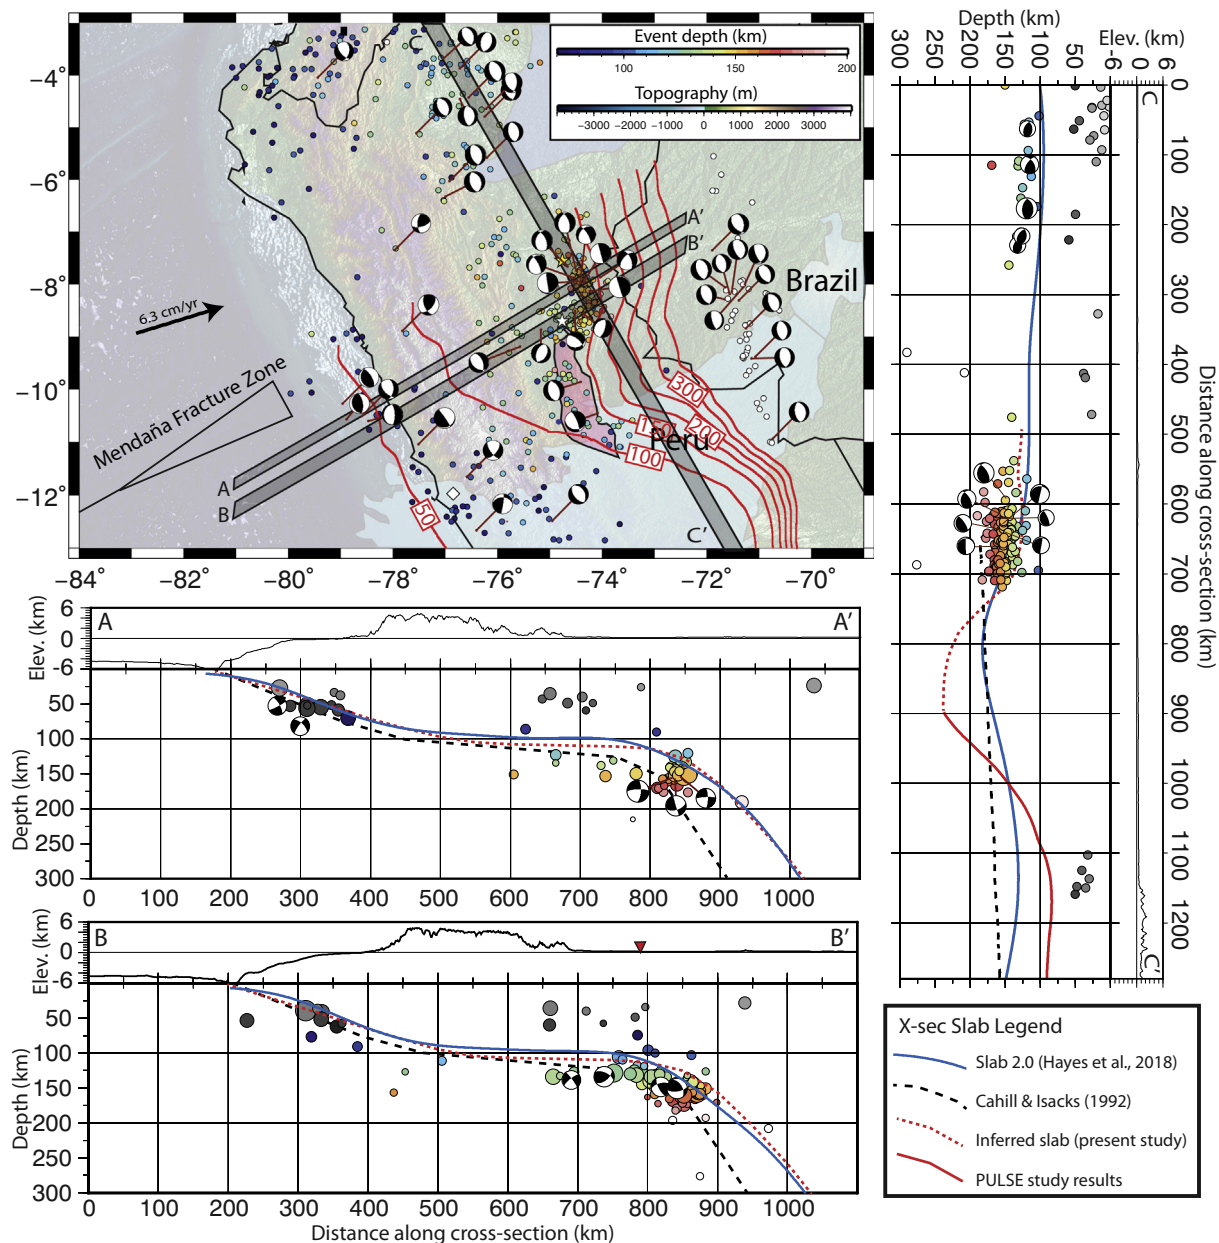 Event depth (km)
100
150
200
Topography (m)
−3000
−2000
−1000
0
1000
2000
3000
−4°
−6°
−8°
−10°
−12°
C
A'
B'
Brazil
6.3 cm/yr
Mendaña Fracture Zone
A
B
50
100
150
200
300
Peru
C'
−84°
−82°
−80°
−78°
−76°
−74°
−72°
−70°
Depth (km)
300
250
200
150
100
50
Elev. (km)
-6
0
6
C
0
100
200
300
400
500
600
700
800
900
1000
1100
1200
Distance along cross-section (km)
C'
A
A'
Elev. (km)
6
0
-6
Depth (km)
50
100
150
200
250
300
0
100
200
300
400
500
600
700
800
900
1000
B
B'
Elev. (km)
6
0
-6
Depth (km)
50
100
150
200
250
300
0
100
200
300
400
500
600
700
800
900
1000
Distance along cross-section (km)
X-sec Slab Legend
Slab 2.0 (Hayes et al., 2018)
Cahill & Isacks (1992)
Inferred slab (present study)
PULSE study results